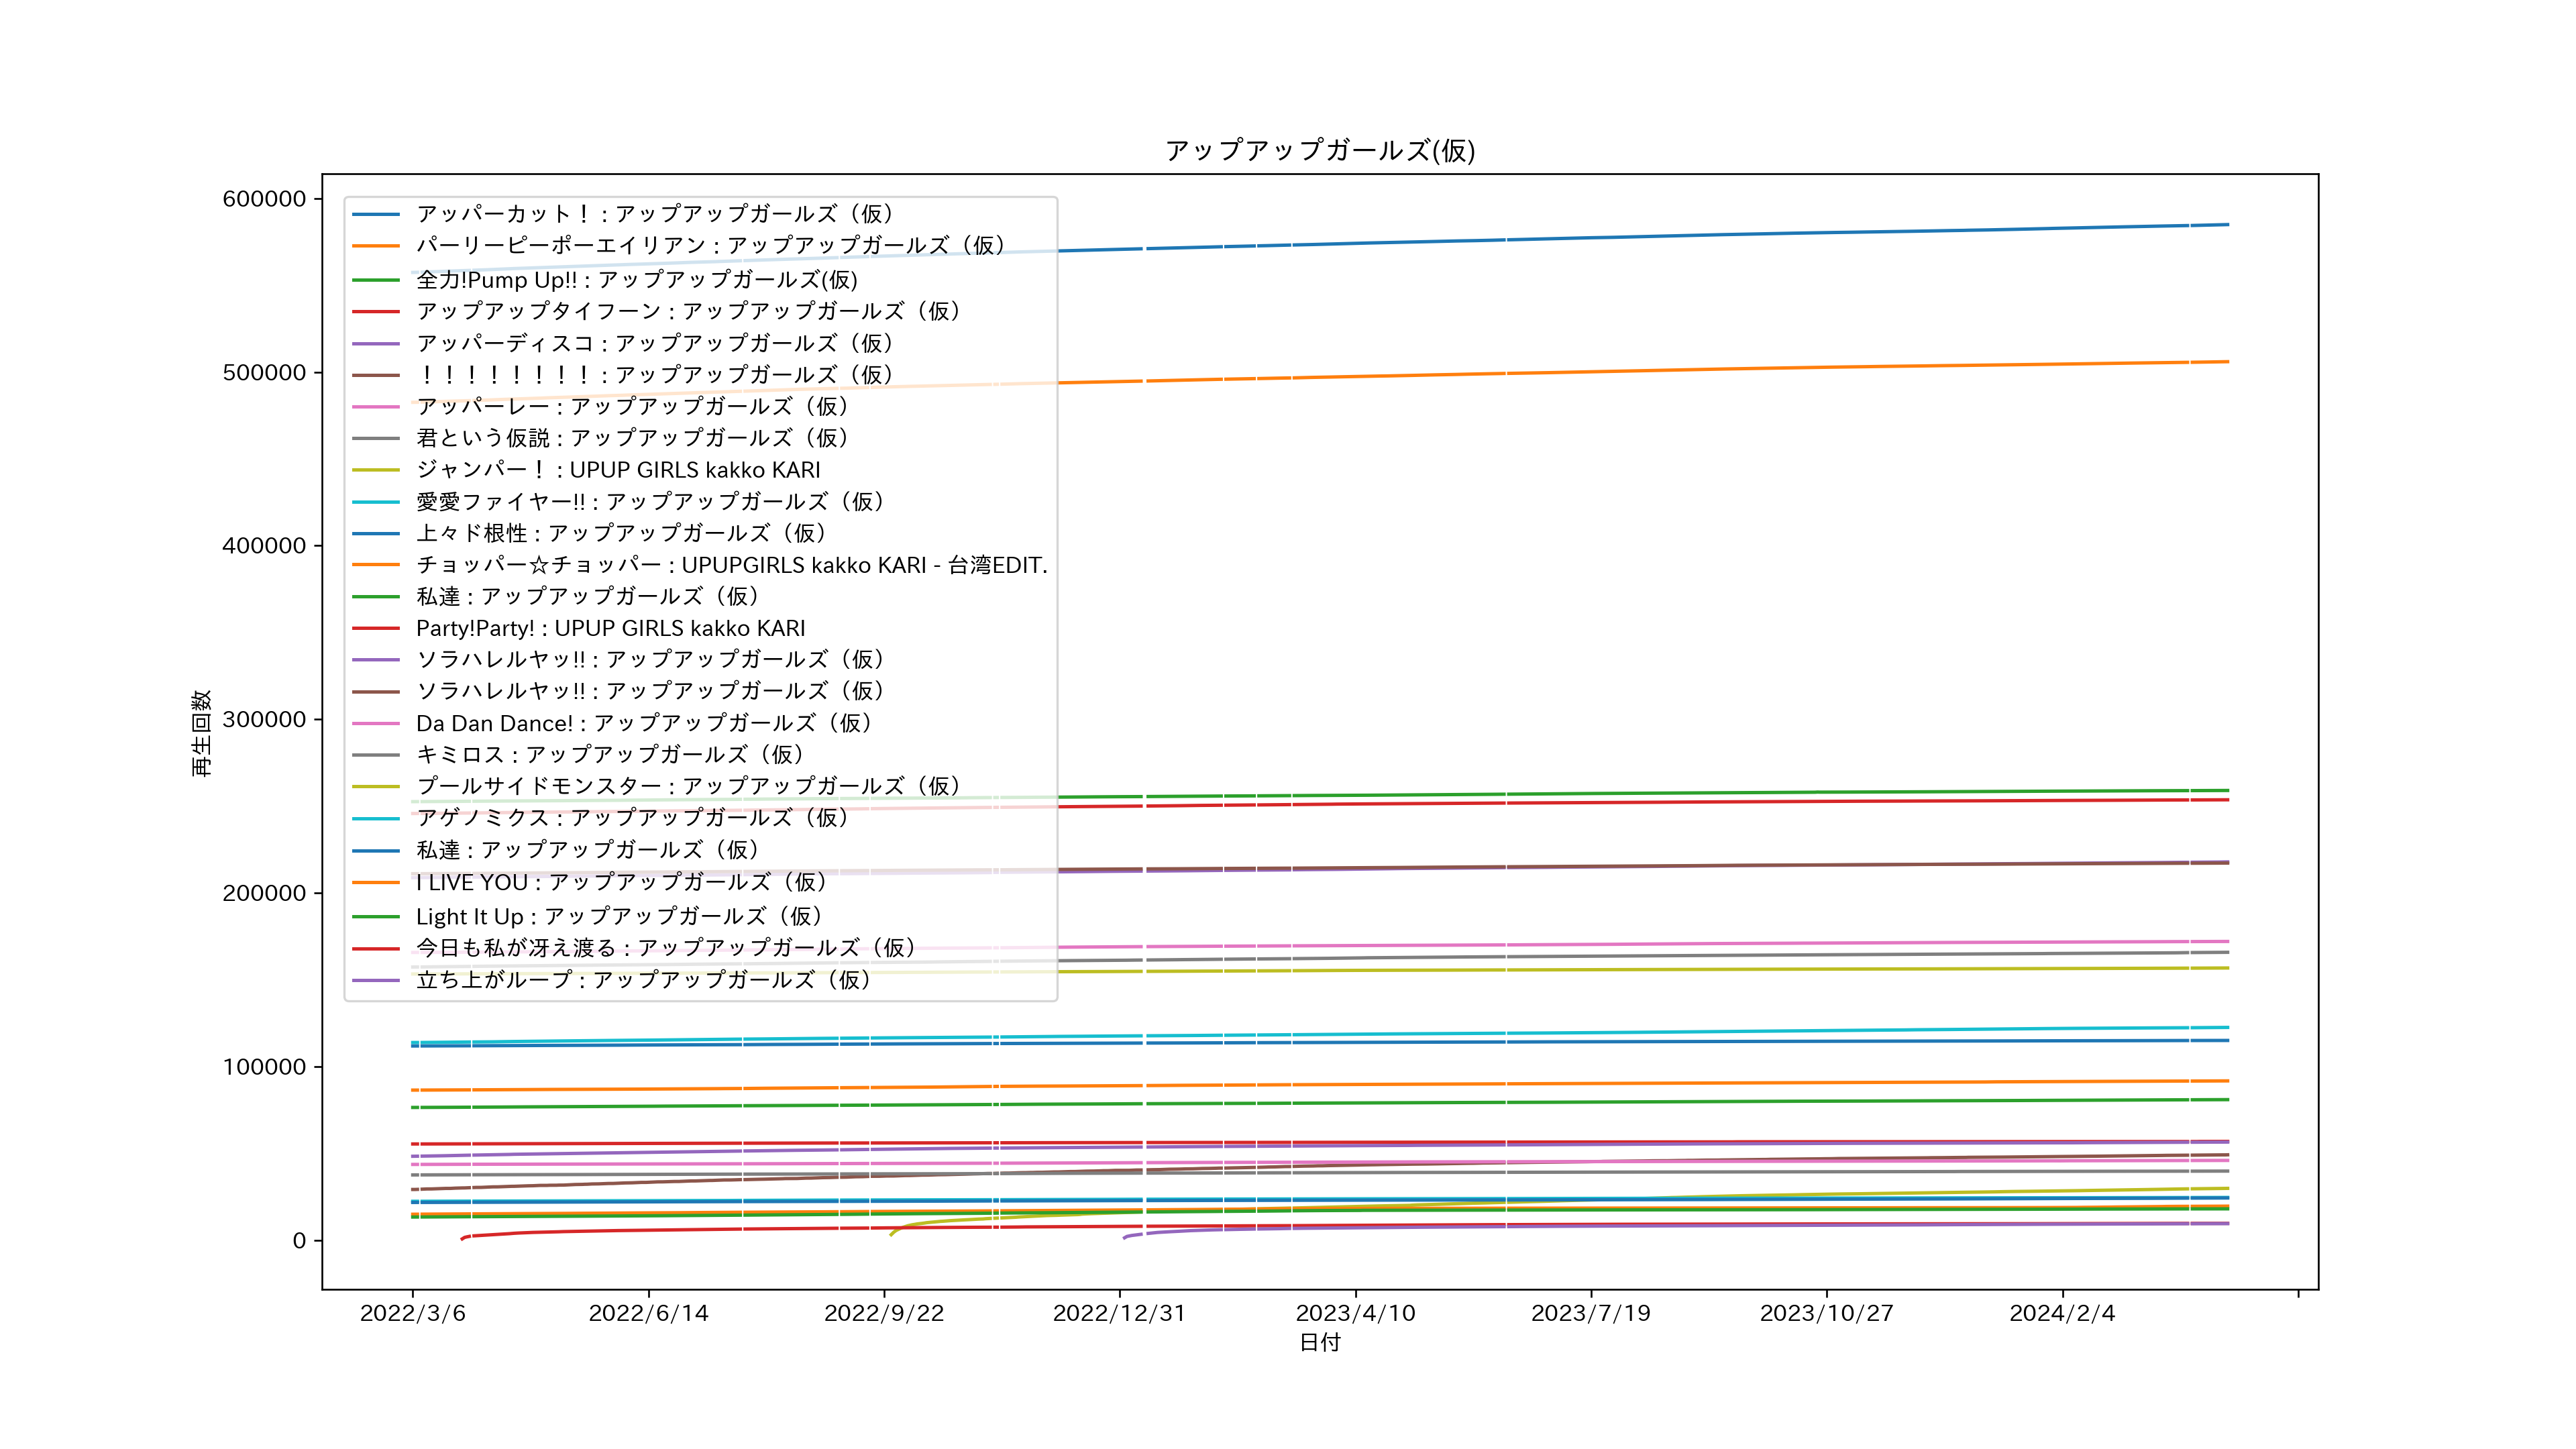 アップアップガールズ(仮)
600000
500000
400000
300000
200000
100000
0
再生回数
アッパーカット！ : アップアップガールズ（仮）
パーリーピーポーエイリアン : アップアップガールズ（仮）
全力!Pump Up!! : アップアップガールズ(仮)
アップアップタイフーン : アップアップガールズ（仮）
アッパーディスコ : アップアップガールズ（仮）
！！！！！！！！ : アップアップガールズ（仮）
アッパーレー : アップアップガールズ（仮）
君という仮説 : アップアップガールズ（仮）
ジャンパー！ : UPUP GIRLS kakko KARI
愛愛ファイヤー!! : アップアップガールズ（仮）
上々ド根性 : アップアップガールズ（仮）
チョッパー☆チョッパー : UPUPGIRLS kakko KARI - 台湾EDIT.
私達 : アップアップガールズ（仮）
Party!Party! : UPUP GIRLS kakko KARI
ソラハレルヤッ!! : アップアップガールズ（仮）
ソラハレルヤッ!! : アップアップガールズ（仮）
Da Dan Dance! : アップアップガールズ（仮）
キミロス : アップアップガールズ（仮）
プールサイドモンスター : アップアップガールズ（仮）
アゲノミクス : アップアップガールズ（仮）
私達 : アップアップガールズ（仮）
I LIVE YOU : アップアップガールズ（仮）
Light It Up : アップアップガールズ（仮）
今日も私が冴え渡る : アップアップガールズ（仮）
立ち上がループ : アップアップガールズ（仮）
2022/3/6 2022/6/14 2022/9/22 2022/12/31 2023/4/10 2023/7/19 2023/10/27 2024/2/4
日付